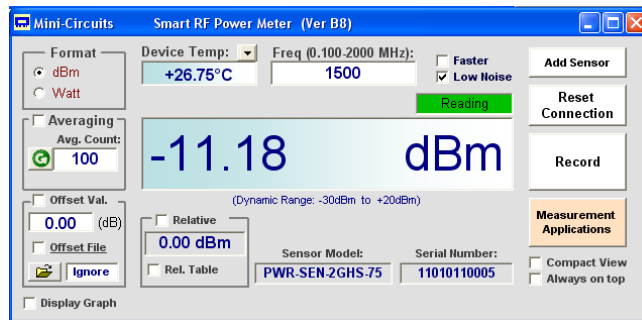 Mini-Circuits Smart RF Power Meter (Ver B8)
Format
dBm
Watt
Device Temp:
+26.75°C
Freq (0.100-2000 MHz):
1500
Faster
Low Noise
Reading
Add Sensor
Reset
Connection
Record
Measurement
Applications
Averaging
Avg. Count:
100
-11.18 dBm
(Dynamic Range: -30dBm to +20dBm)
Offset Val.
0.00 (dB)
Offset File
Ignore
Relative
0.00 dBm
Rel. Table
Sensor Model:
PWR-SEN-2GHS-75
Serial Number:
11010110005
Compact View
Always on top
Display Graph